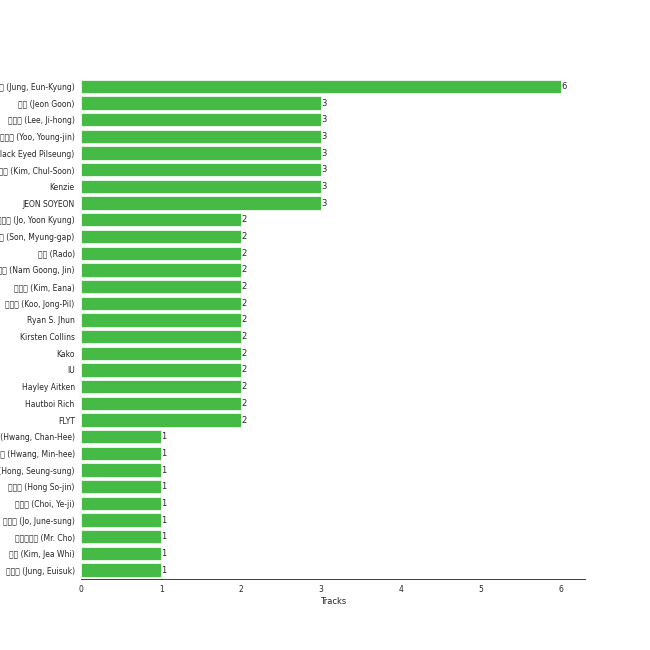 (Jung, Eun-Kyung) 6
(Jeon Goon) 3
(Lee, Ji-hong) 3
(Yoo, Young-jin) 3
lack Eyed Pilseung) 3
(Kim, Chul-Soon) 3
Kenzie 3
JEON SOYEON 3
(Jo, Yoon Kyung) 2
(Son, Myung-gap) 2
(Rado) 2
(Nam Goong, Jin) 2
(Kim, Eana) 2
(Koo, Jong-Pil) 2
Ryan S. Jhun 2
Kirsten Collins 2
Kako 2
IU 2
Hayley Aitken 2
Hautboi Rich 2
FLYT 2
(Hwang, Chan-Hee) 1
(Hwang, Min-hee) 1
(Hong, Seung-sung) 1
(Hong So-jin) 1
(Choi, Ye-ji) 1
(Jo, June-sung) 1
(Mr. Cho) 1
(Kim, Jea Whi) 1
(Jung, Euisuk) 1
0 1 2 3 4 5 6
Tracks